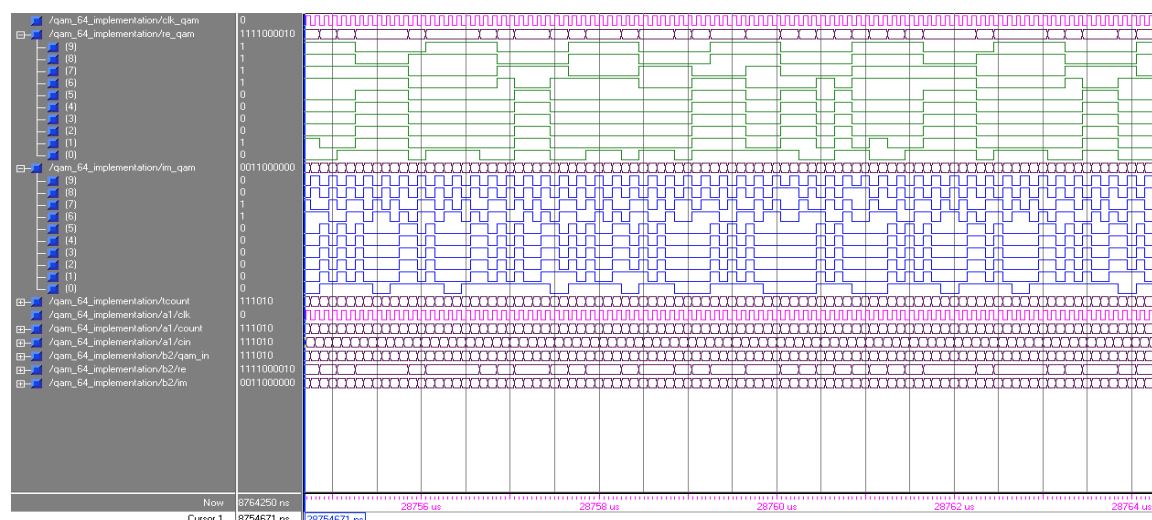 /qam_64_implementation/clk_qam 0
/qam_64_implementation/re_qam 1111000010
(9) 1
(8) 1
(7) 1
(6) 1
(5) 0
(4) 0
(3) 0
(2) 0
(1) 1
(0) 0
/qam_64_implementation/im_qam 0011000000
(9) 0
(8) 0
(7) 1
(6) 1
(5) 0
(4) 0
(3) 0
(2) 0
(1) 0
(0) 0
/qam_64_implementation/tcount 111010
/qam_64_implementation/a1/clk 0
/qam_64_implementation/a1/count 111010
/qam_64_implementation/a1/cin 111010
/qam_64_implementation/b2/qam_in 111010
/qam_64_implementation/b2/re 1111000010
/qam_64_implementation/b2/im 0011000000
Now 8764250 ns 28756 us 28758 us 28760 us 28762 us 28764 us
Cursor 1 8754671 ns 28754671 ns